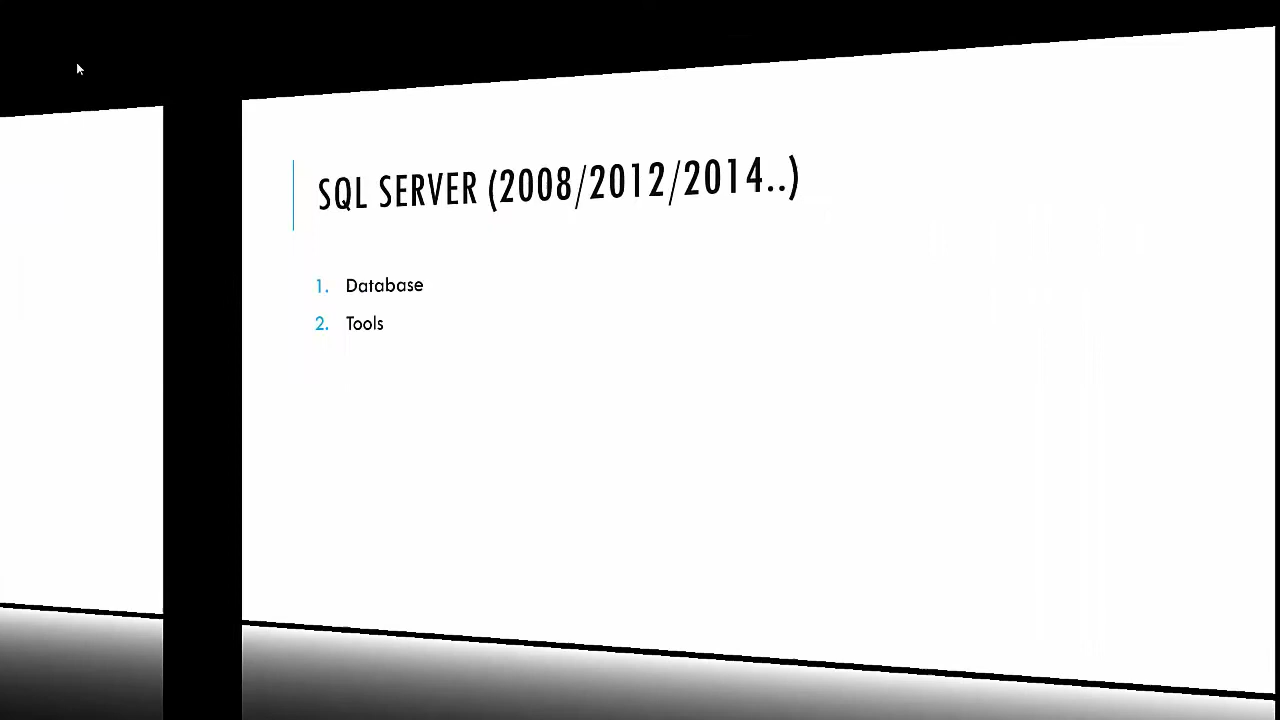 SQL SERVER (2008/2012/2014..)
1. Database
2. Tools